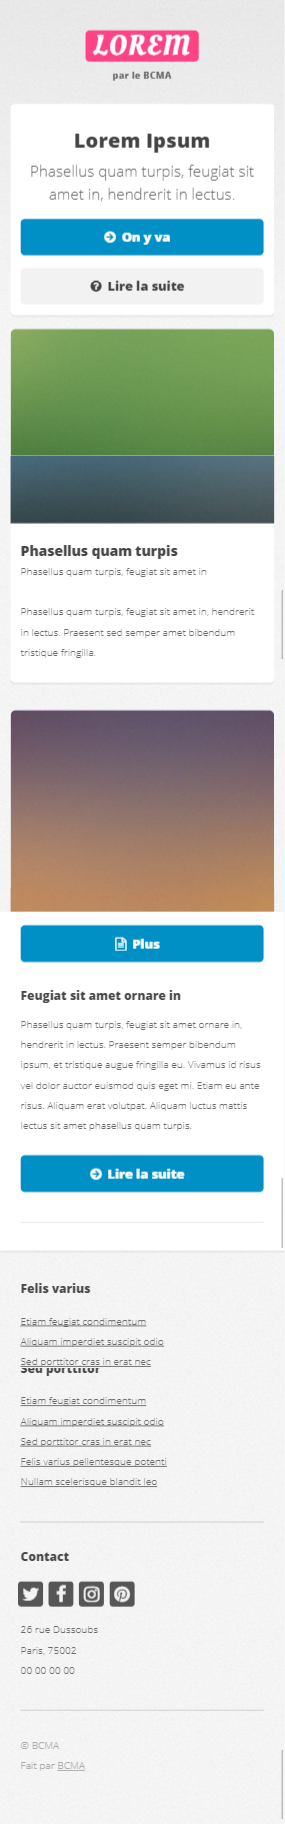 LOREM
par le BCMA
Lorem Ipsum
Phasellus quam turpis, feugiat sit
amet in, hendrerit in lectus.
On y va
Lire la suite
Phasellus quam turpis
Phasellus quam turpis, feugiat sit amet in
Phasellus quam turpis, feugiat sit amet in, hendrerit
in lectus. Praesent sed semper amet bibendum
tristique fringilla.
Plus
Feugiat sit amet ornare in
Phasellus quam turpis, feugiat sit amet ornare in,
hendrerit in lectus. Praesent semper bibendum
ipsum, et tristique augue fringilla eu. Vivamus id risus
vel dolor auctor euismod quis eget mi. Etiam eu ante
risus. Aliquam erat volutpat. Aliquam luctus mattis
lectus sit amet phasellus quam turpis.
Lire la suite
Felis varius
Etiam feugiat condimentum
Aliquam imperdiet suscipit odio
Sed porttitor cras in erat nec
Sed porttitor
Etiam feugiat condimentum
Aliquam imperdiet suscipit odio
Sed porttitor cras in erat nec
Felis varius pellentesque potenti
Nullam scelerisque blandit leo
Contact
26 rue Dussoubs
Paris, 75002
00 00 00 00
© BCMA
Fait par BCMA